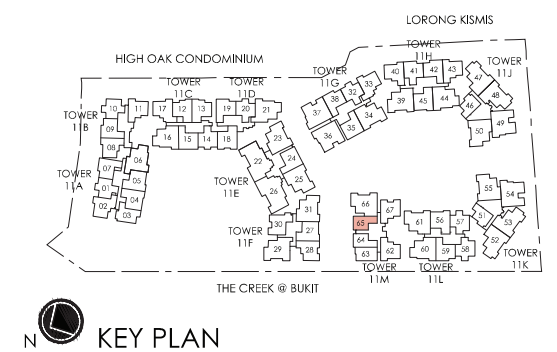 LORONG KISMIS
HIGH OAK CONDOMINIUM
TOWER 11H
TOWER 11G
TOWER 11J
TOWER 11C
TOWER 11D
TOWER 11B
TOWER 11A
TOWER 11E
TOWER 11F
TOWER 11M
TOWER 11L
TOWER 11K
40 41 42 43
39 45 44
47
48
46
49
50
33
32
38
37
34
35
36
10 11 17 12 13 19 20 21
09
16 15 14 18
08
06
07
05
01
04
02
03
23
22
24
25
26
31
30
27
29 28
66
67
65
64
63
62
61 56 57
60 59 58
55
54
51
53
52
THE CREEK @ BUKIT
N
KEY PLAN